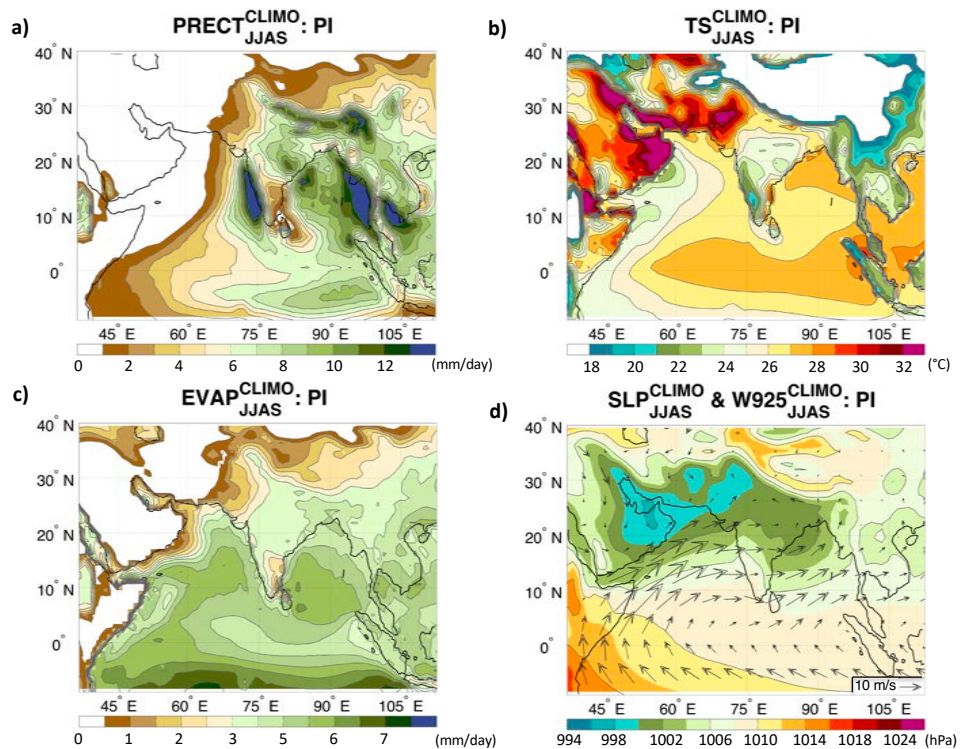 a)
PRECT CLIMO JJAS : PI
40° N
30° N
20° N
10° N
0°
45° E 60° E 75° E 90° E 105° E
0 2 4 6 8 10 12 (mm/day)
b)
TS CLIMO JJAS : PI
40° N
30° N
20° N
10° N
0°
45° E 60° E 75° E 90° E 105° E
18 20 22 24 26 28 30 32 (°C)
c)
EVAP CLIMO JJAS : PI
40° N
30° N
20° N
10° N
0°
45° E 60° E 75° E 90° E 105° E
0 1 2 3 5 6 7 (mm/day)
d)
SLP CLIMO JJAS & W925 CLIMO JJAS : PI
40° N
30° N
20° N
10° N
0°
10 m/s
45° E 60° E 75° E 90° E 105° E
994 998 1002 1006 1010 1014 1018 1024 (hPa)